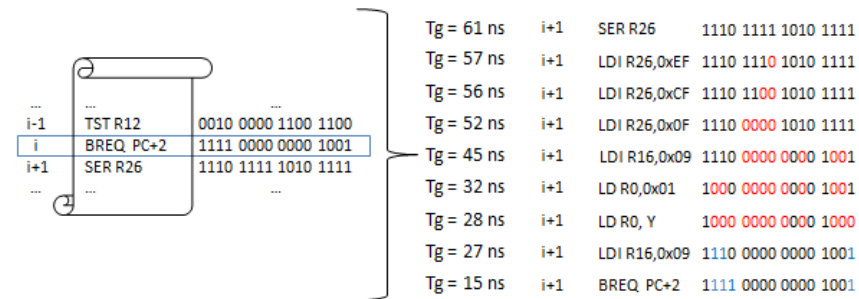 ... ... ...
i-1 TST R12 0010 0000 1100 1100
i BREQ PC+2 1111 0000 0000 1001
i+1 SER R26 1110 1111 1010 1111
... ... ...
Tg = 61 ns i+1 SER R26 1110 1111 1010 1111
Tg = 57 ns i+1 LDI R26,0xEF 1110 1110 1010 1111
Tg = 56 ns i+1 LDI R26,0xCF 1110 1100 1010 1111
Tg = 52 ns i+1 LDI R26,0x0F 1110 0000 1010 1111
Tg = 45 ns i+1 LDI R16,0x09 1110 0000 0000 1001
Tg = 32 ns i+1 LD R0,0x01 1000 0000 0000 1001
Tg = 28 ns i+1 LD R0, Y 1000 0000 0000 1000
Tg = 27 ns i+1 LDI R16,0x09 1110 0000 0000 1001
Tg = 15 ns i+1 BREQ PC+2 1111 0000 0000 1001